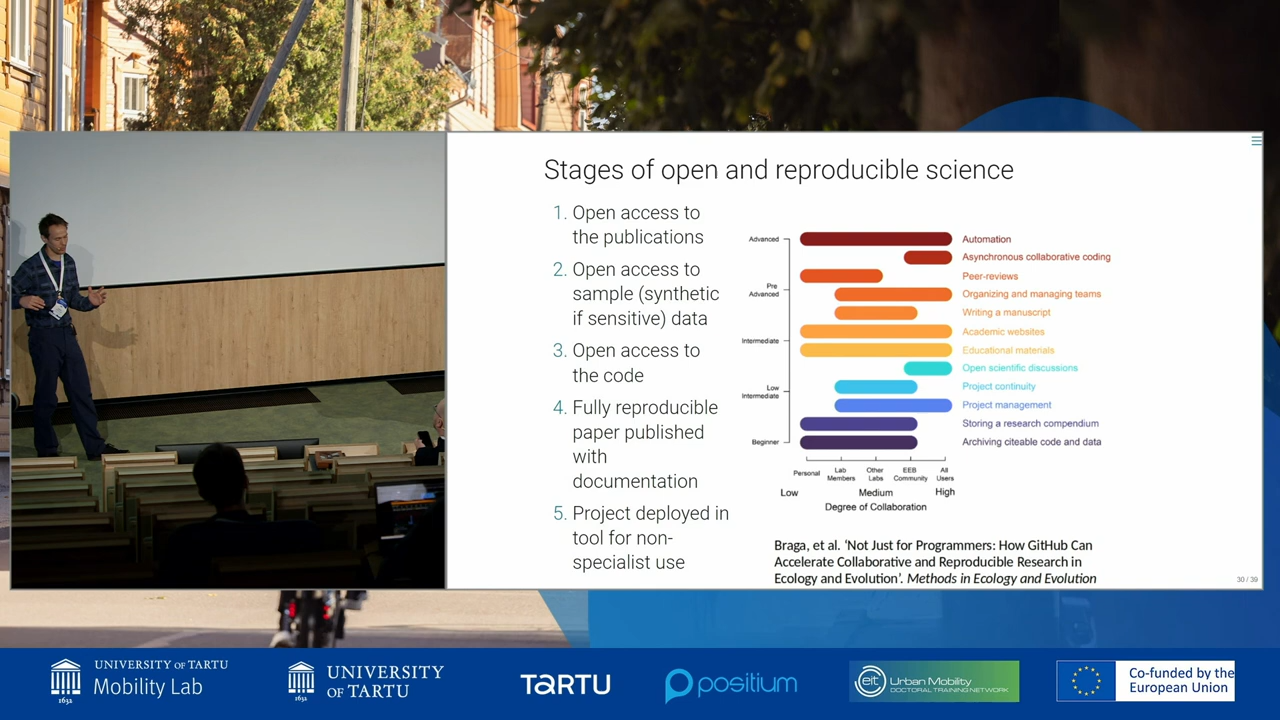 Stages of open and reproducible science
1. Open access to
the publications
2. Open access to
sample (synthetic
if sensitive) data
3. Open access to
the code
4. Fully reproducible
paper published
with
documentation
5. Project deployed in
tool for non-
specialist use
Advanced
Pre
Advanced
Intermediate
Low
Intermediate
Beginner
Automation
Asynchronous collaborative coding
Peer-reviews
Organizing and managing teams
Writing a manuscript
Academic websites
Educational materials
Open scientific discussions
Project continuity
Project management
Storing a research compendium
Archiving citeable code and data
Personal
Lab
Members
Other
Labs
EEB
Community
All
Users
Low
Medium
High
Degree of Collaboration
Braga, et al. ‘Not Just for Programmers: How GitHub Can
Accelerate Collaborative and Reproducible Research in
Ecology and Evolution’. Methods in Ecology and Evolution
30 / 39
1632
UNIVERSITY OF TARTU
Mobility Lab
1632
UNIVERSITY
OF TARTU
TARTU
positium
eit Urban Mobility
DOCTORAL TRAINING NETWORK
Co-funded by the
European Union